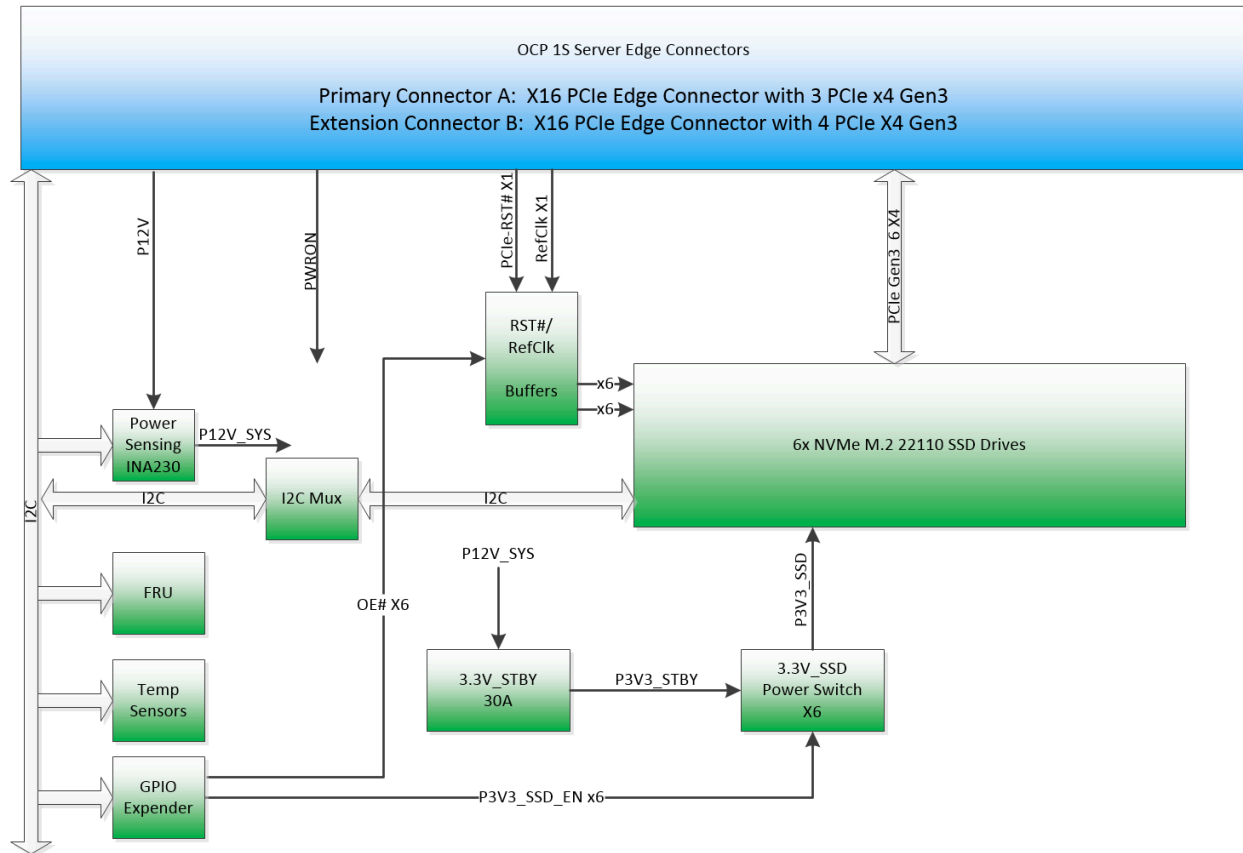 OCP 1S Server Edge Connectors
Primary Connector A:  X16 PCIe Edge Connector with 3 PCIe x4 Gen3
Extension Connector B:  X16 PCIe Edge Connector with 4 PCIe X4 Gen3
P12V
PWRON
PCIe-RST# X1
RefClk X1
PCIe Gen3  6 X4
RST#/
RefClk
Buffers
x6
x6
6x NVMe M.2 22110 SSD Drives
Power
Sensing
INA230
P12V_SYS
I2C
I2C
I2C Mux
I2C
FRU
P12V_SYS
OE# X6
P3V3_SSD
Temp
Sensors
3.3V_STBY
30A
P3V3_STBY
3.3V_SSD
Power Switch
X6
GPIO
Expender
P3V3_SSD_EN x6